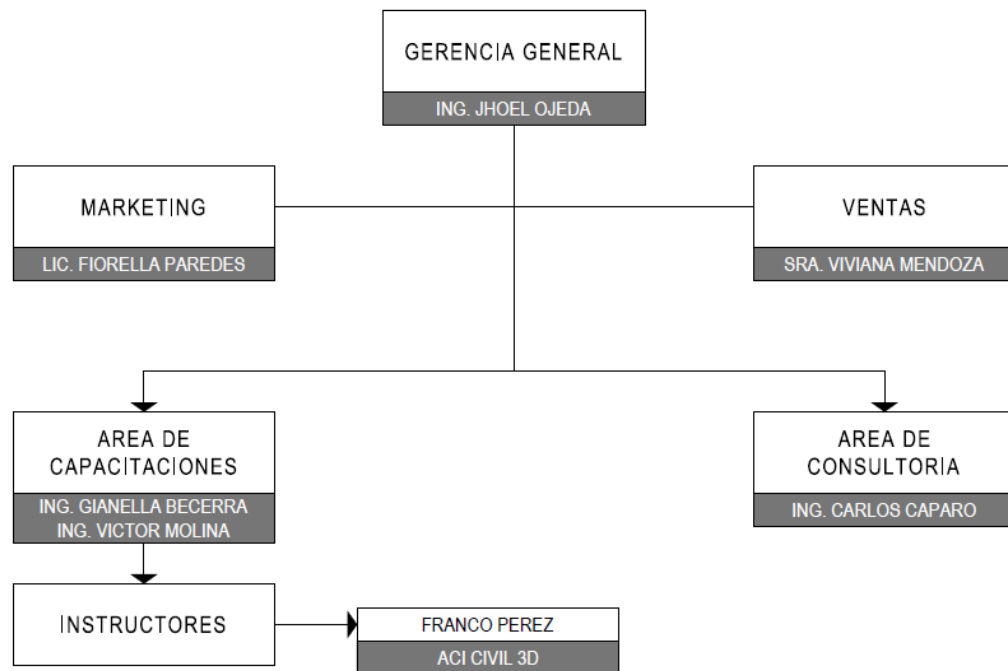 GERENCIA GENERAL
ING. JHOEL OJEDA
MARKETING
LIC. FIORELLA PAREDES
VENTAS
SRA. VIVIANA MENDOZA
AREA DE
CAPACITACIONES
ING. GIANELLA BECERRA
ING. VICTOR MOLINA
AREA DE
CONSULTORIA
ING. CARLOS CAPARO
INSTRUCTORES
FRANCO PEREZ
ACI CIVIL 3D